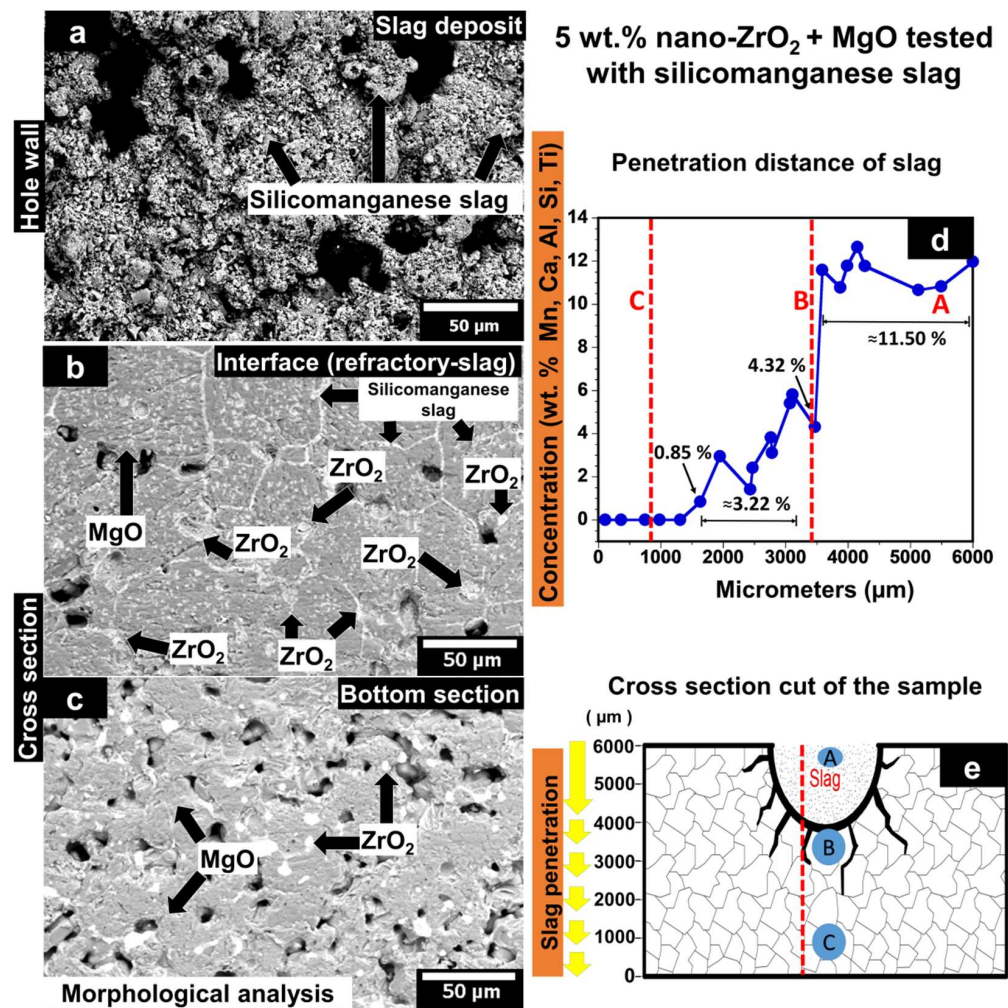 a
Slag deposit
Hole wall
Silicomanganese slag
50 µm
b
Interface (refractory-slag)
Silicomanganese
slag
ZrO₂
ZrO₂
MgO
ZrO₂
ZrO₂
ZrO₂
ZrO₂
50 µm
Cross section
c
Bottom section
MgO
ZrO₂
Morphological analysis
50 µm
5 wt.% nano-ZrO₂ + MgO tested
with silicomanganese slag
Penetration distance of slag
Concentration (wt. % Mn, Ca, Al, Si, Ti)
14
12
10
8
6
4
2
0
d
C
B
A
≈11.50 %
4.32 %
0.85 %
≈3.22 %
0 1000 2000 3000 4000 5000 6000
Micrometers (µm)
Cross section cut of the sample
( µm )
Slag penetration
6000
5000
4000
3000
2000
1000
0
e
A
Slag
B
C